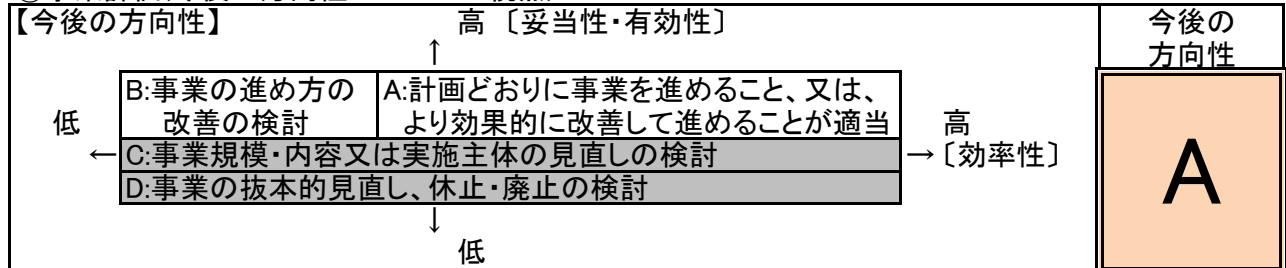 【今後の方向性】
高 〔妥当性・有効性〕
↑
今後の
方向性
B:事業の進め方の
改善の検討
A:計画どおりに事業を進めること、又は、
より効果的に改善して進めることが適当
低
←
C:事業規模・内容又は実施主体の見直しの検討
高
→〔効率性〕
D:事業の抜本的見直し、休止・廃止の検討
↓
低
A